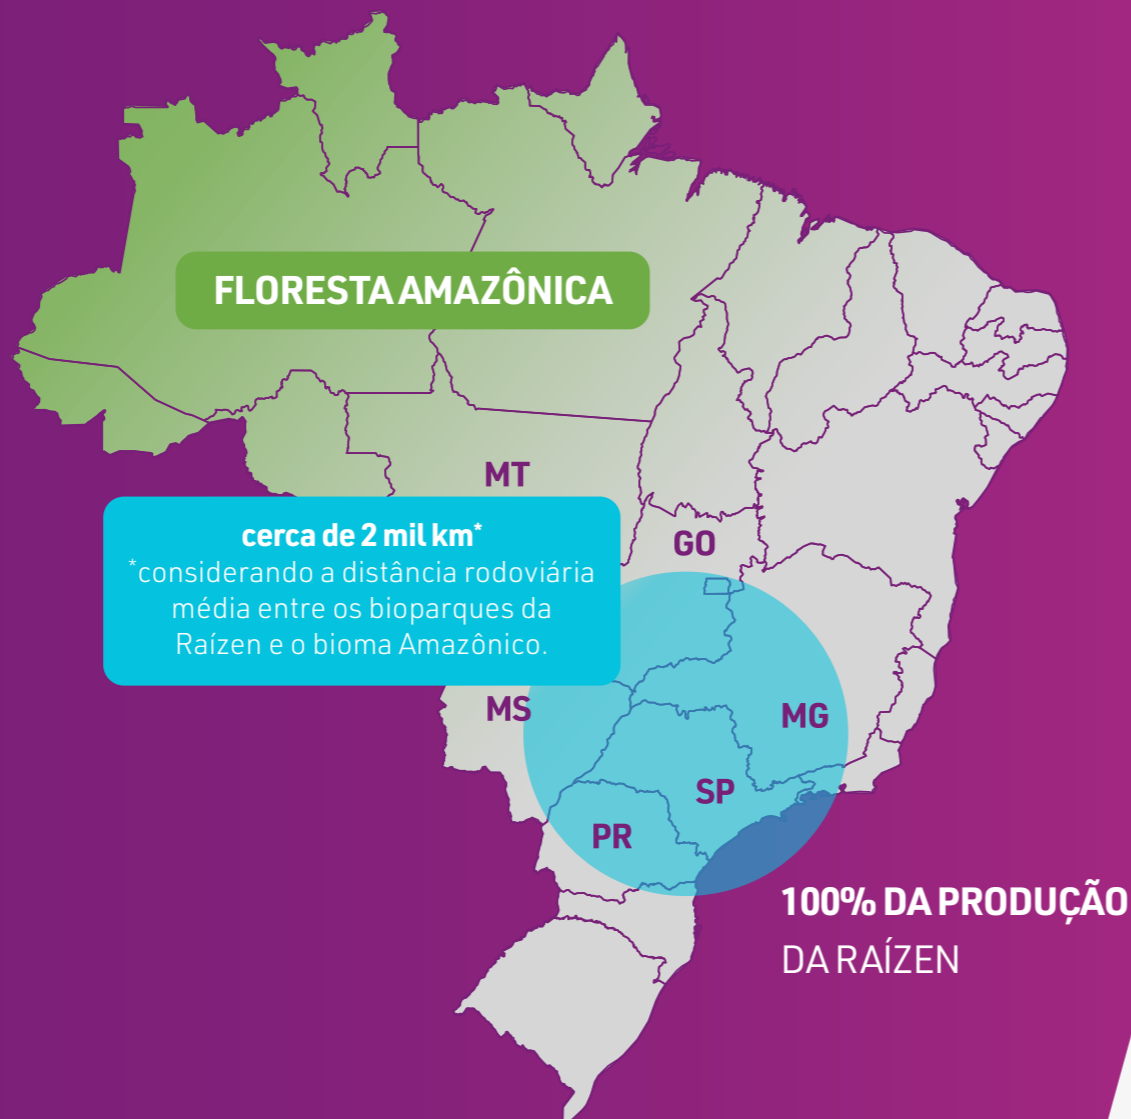 FLORESTA AMAZÔNICA
MT
cerca de 2 mil km*
*considerando a distância rodoviária
média entre os bioparques da
Raízen e o bioma Amazônico.
GO
MS
MG
SP
PR
100% DA PRODUÇÃO
DA RAÍZEN